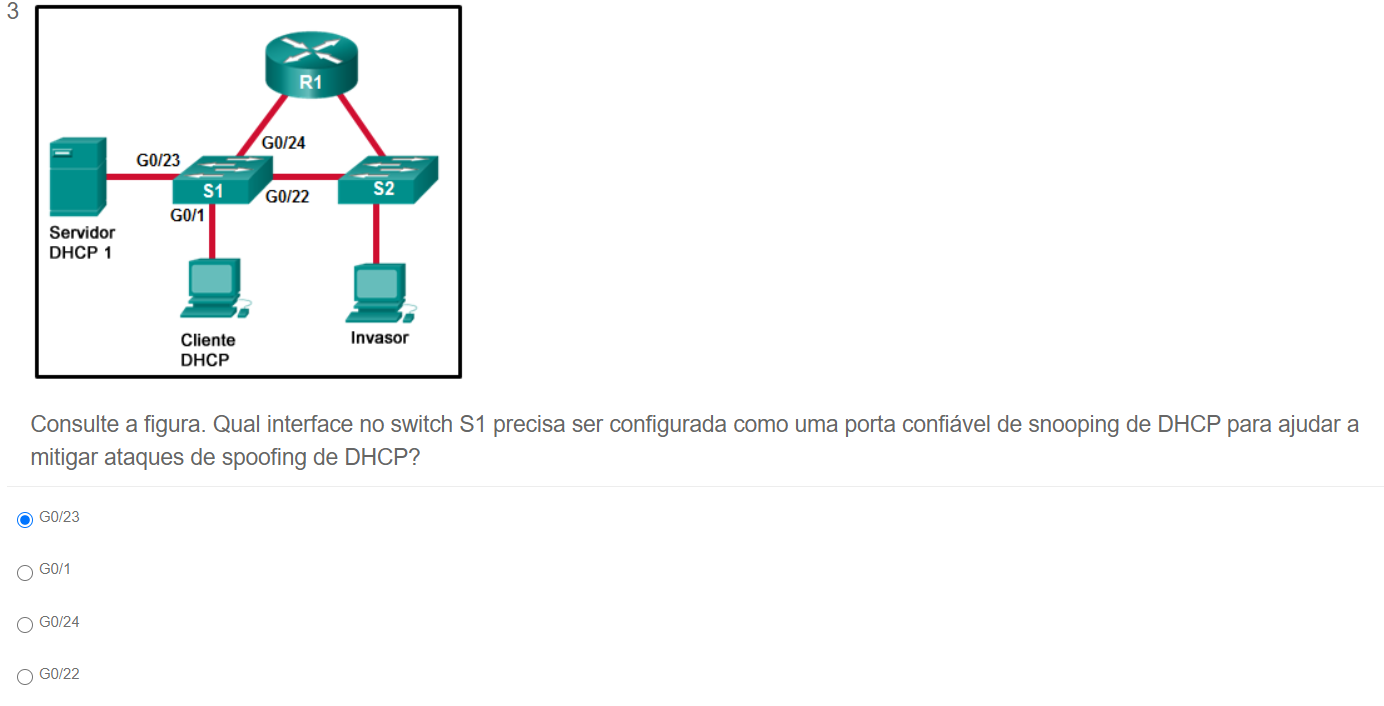 3
R1
G0/24
G0/23
S1
S2
G0/22
G0/1
Servidor
DHCP 1
Cliente
DHCP
Invasor
Consulte a figura. Qual interface no switch S1 precisa ser configurada como uma porta confiável de snooping de DHCP para ajudar a
mitigar ataques de spoofing de DHCP?
G0/23
G0/1
G0/24
G0/22